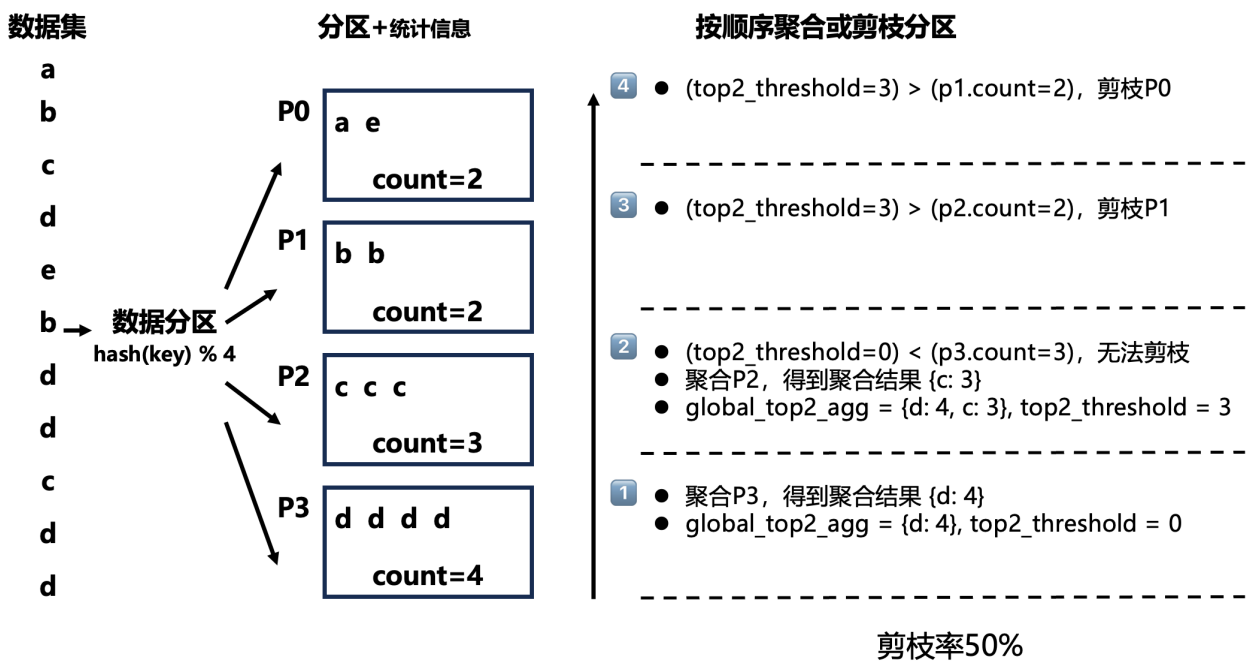 数据集
a
b
c
d
e
b
d
d
c
d
d
数据分区
hash(key) % 4
分区+统计信息
P0
a e
count=2
P1
b b
count=2
P2
c c c
count=3
P3
d d d d
count=4
按顺序聚合或剪枝分区
4
● (top2_threshold=3) > (p1.count=2)，剪枝P0
3
● (top2_threshold=3) > (p2.count=2)，剪枝P1
2
● (top2_threshold=0) < (p3.count=3)，无法剪枝
● 聚合P2，得到聚合结果 {c: 3}
● global_top2_agg = {d: 4, c: 3}, top2_threshold = 3
1
● 聚合P3，得到聚合结果 {d: 4}
● global_top2_agg = {d: 4}, top2_threshold = 0
剪枝率50%